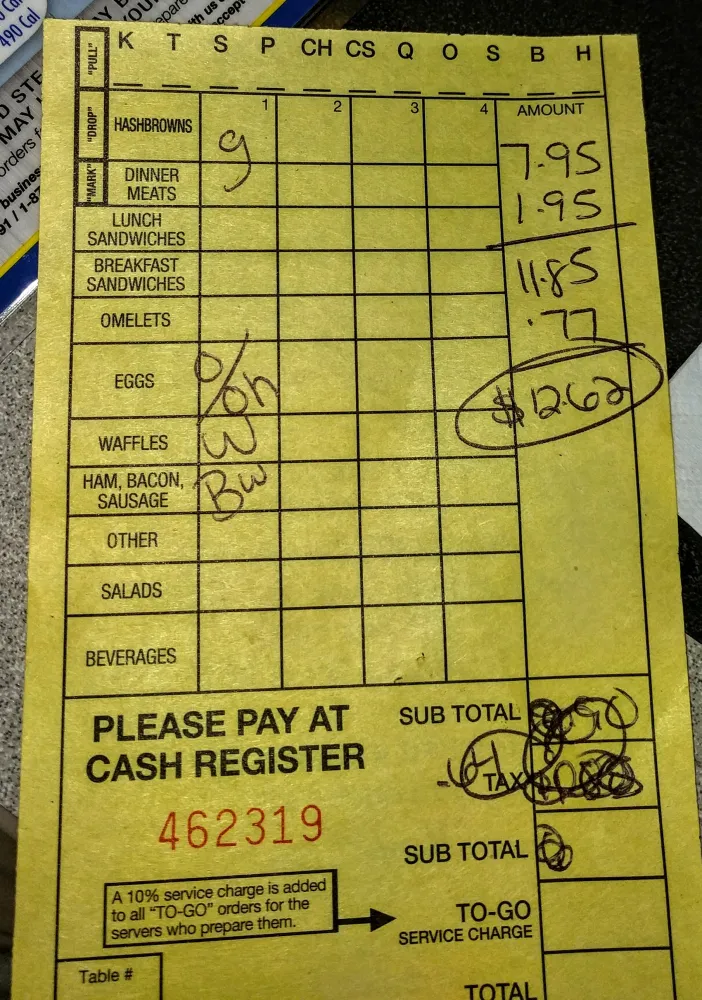 490 Cal
"PULL" K T S P CH CS Q O S B H
"DROP" HASHBROWNS 1 2 3 4 AMOUNT
g
7.95
"MARK" DINNER
MEATS
1.95
LUNCH
SANDWICHES
BREAKFAST
SANDWICHES
11.85
OMELETS
.77
EGGS
$12.62
WAFFLES W
HAM, BACON,
SAUSAGE
BW
OTHER
SALADS
BEVERAGES
PLEASE PAY AT
CASH REGISTER
SUB TOTAL
TAX
462319
SUB TOTAL
A 10% service charge is added
to all "TO-GO" orders for the
servers who prepare them.
TO-GO
SERVICE CHARGE
Table #
TOTAL